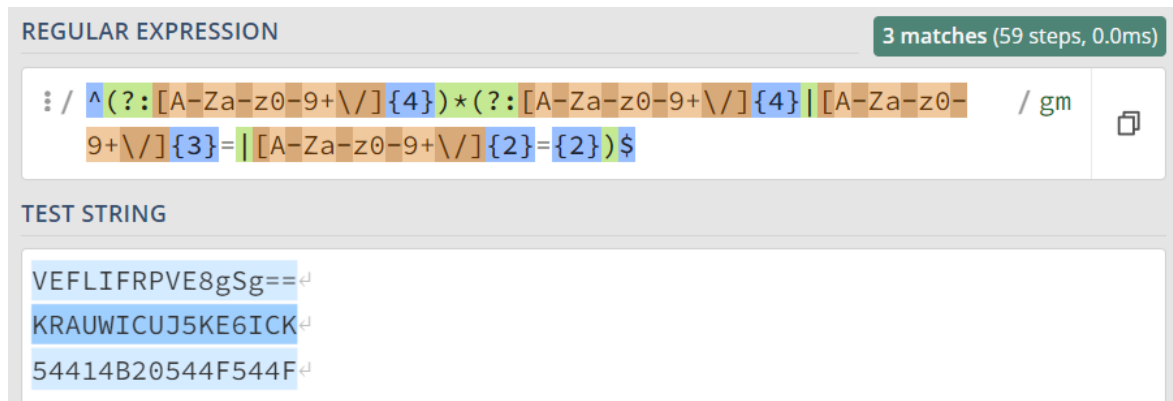 REGULAR EXPRESSION 3 matches (59 steps, 0.0ms)
⋮ / ^(?:[A-Za-z0-9+\/]{4})*(?:[A-Za-z0-9+\/]{4}|[A-Za-z0- / gm
9+\/]{3}=|[A-Za-z0-9+\/]{2}={2})$
TEST STRING
VEFLIFRPVE8gSg==↵
KRAUWICUJ5KE6ICK↵
54414B20544F544F↵